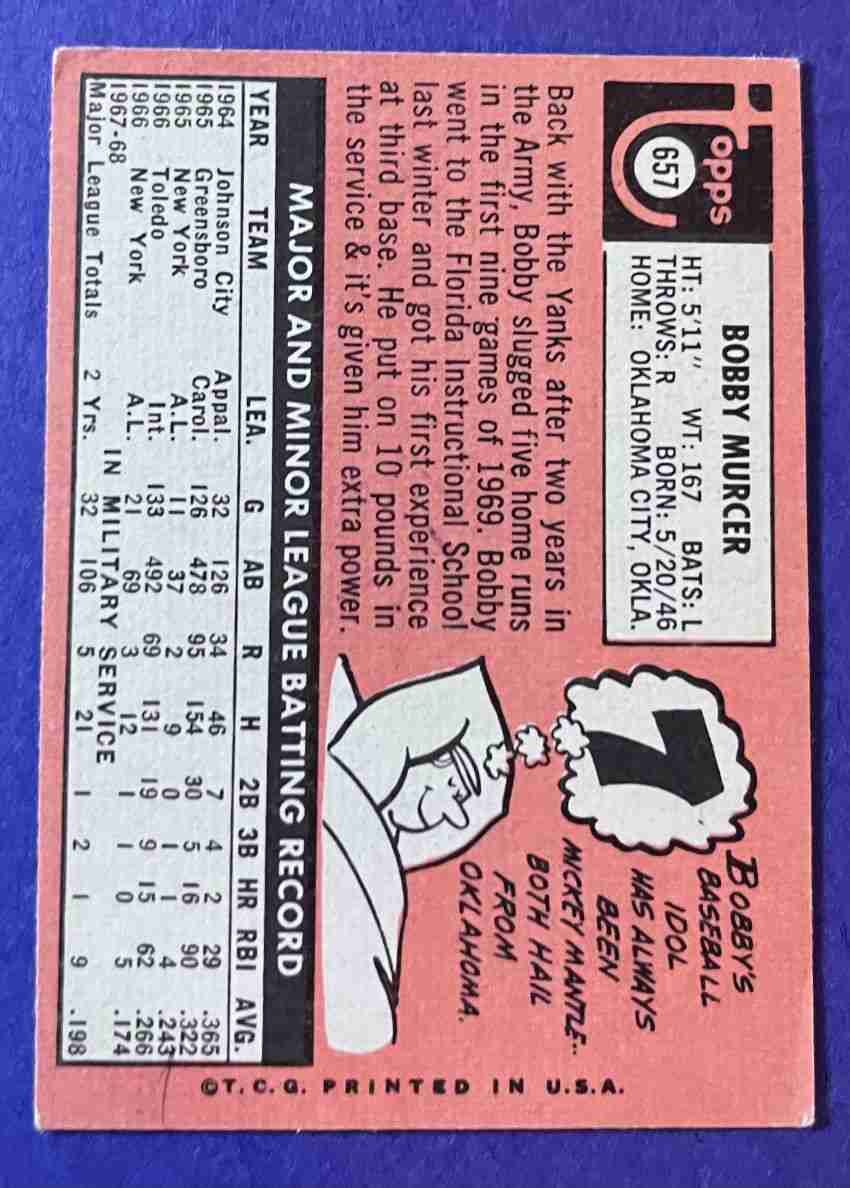 topps
657
BOBBY MURCER
HT: 5'11" WT: 167 BATS: L
THROWS: R BORN: 5/20/46
HOME: OKLAHOMA CITY, OKLA.
Back with the Yanks after two years in
the Army, Bobby slugged five home runs
in the first nine games of 1969. Bobby
went to the Florida Instructional School
last winter and got his first experience
at third base. He put on 10 pounds in
the service & it's given him extra power.
7
BOBBY'S
BASEBALL
IDOL
HAS ALWAYS
BEEN
MICKEY MANTLE..
BOTH HAIL
FROM
OKLAHOMA.
MAJOR AND MINOR LEAGUE BATTING RECORD
YEAR TEAM LEA. G AB R H 2B 3B HR RBI AVG.
1964 Johnson City Appal. 32 126 34 46 7 4 2 29 .365
1965 Greensboro Carol. 126 478 95 154 30 5 16 90 .322
1965 New York A.L. 11 37 2 9 0 1 1 4 .243
1966 Toledo Int. 133 492 69 131 19 9 15 62 .266
1966 New York A.L. 21 69 3 12 1 1 0 5 .174
1967-68 IN MILITARY SERVICE
Major League Totals 2 Yrs. 32 106 5 21 1 2 1 9 .198
©T.C.G. PRINTED IN U.S.A.